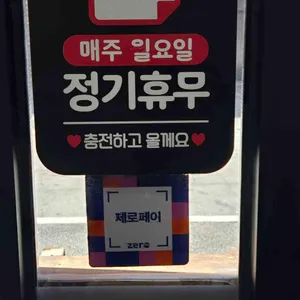 매주 일요일
정기휴무
충전하고 올께요
제로페이
zero